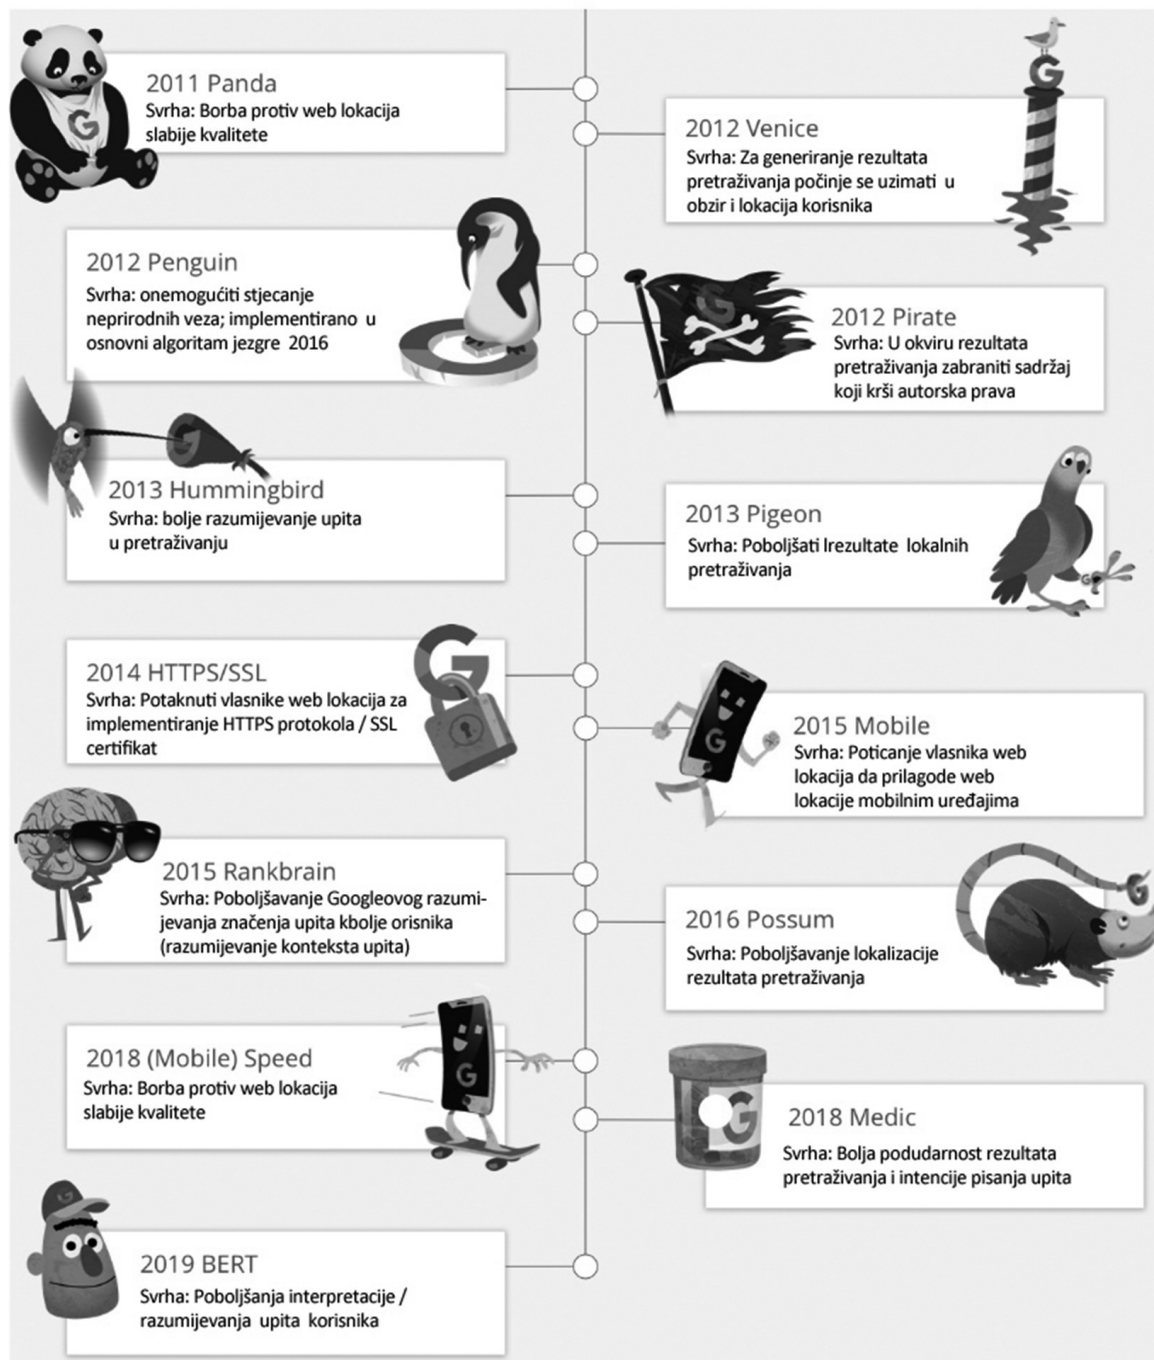 2011 Panda
Svrha: Borba protiv web lokacija
slabije kvalitete
2012 Venice
Svrha: Za generiranje rezultata
pretraživanja počinje se uzimati u
obzir i lokacija korisnika
2012 Penguin
Svrha: onemogućiti stjecanje
neprirodnih veza; implementirano u
osnovni algoritam jezgre 2016
2012 Pirate
Svrha: U okviru rezultata
pretraživanja zabraniti sadržaj
koji krši autorska prava
2013 Hummingbird
Svrha: bolje razumijevanje upita
u pretraživanju
2013 Pigeon
Svrha: Poboljšati lrezultate lokalnih
pretraživanja
2014 HTTPS/SSL
Svrha: Potaknuti vlasnike web lokacija za
implementiranje HTTPS protokola / SSL
certifikat
2015 Mobile
Svrha: Poticanje vlasnika web
lokacija da prilagode web
lokacije mobilnim uređajima
2015 Rankbrain
Svrha: Poboljšavanje Googleovog razumi-
jevanja značenja upita kbolje orisnika
(razumijevanje konteksta upita)
2016 Possum
Svrha: Poboljšavanje lokalizacije
rezultata pretraživanja
2018 (Mobile) Speed
Svrha: Borba protiv web lokacija
slabije kvalitete
2018 Medic
Svrha: Bolja podudarnost rezultata
pretraživanja i intencije pisanja upita
2019 BERT
Svrha: Poboljšanja interpretacije /
razumijevanja upita korisnika